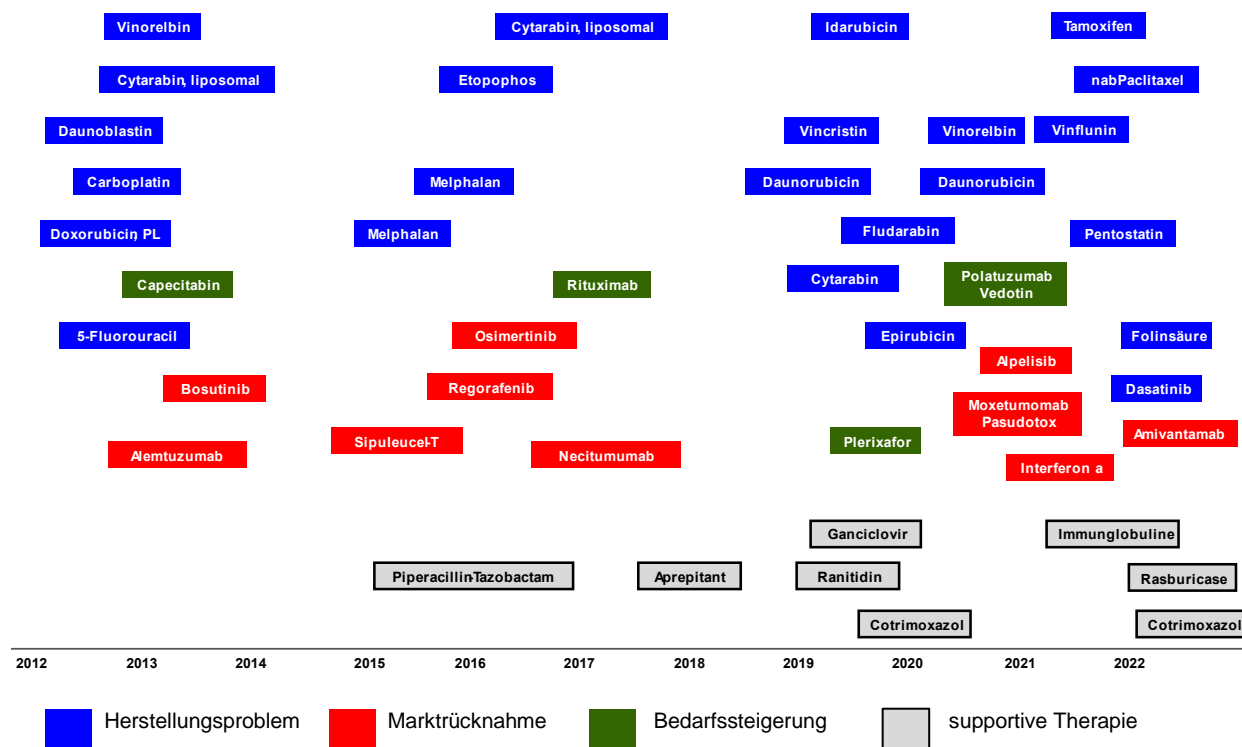 Vinorelbin
Cytarabin, liposomal
Idarubicin
Tamoxifen
Cytarabin, liposomal
Etopophos
nabPaclitaxel
Daunoblastin
Vincristin
Vinorelbin
Vinflunin
Carboplatin
Melphalan
Daunorubicin
Daunorubicin
Doxorubicin, PL
Melphalan
Fludarabin
Pentostatin
Capecitabin
Rituximab
Cytarabin
Polatuzumab
Vedotin
5-Fluorouracil
Osimertinib
Epirubicin
Folinsäure
Alpelisib
Bosutinib
Regorafenib
Dasatinib
Moxetumomab
Pasudotox
Alemtuzumab
Sipuleucel-T
Necitumumab
Plerixafor
Amivantamab
Interferon a
Ganciclovir
Immunglobuline
Piperacillin-Tazobactam
Aprepitant
Ranitidin
Rasburicase
Cotrimoxazol
Cotrimoxazol
2012 2013 2014 2015 2016 2017 2018 2019 2020 2021 2022
Herstellungsproblem
Marktrücknahme
Bedarfssteigerung
supportive Therapie